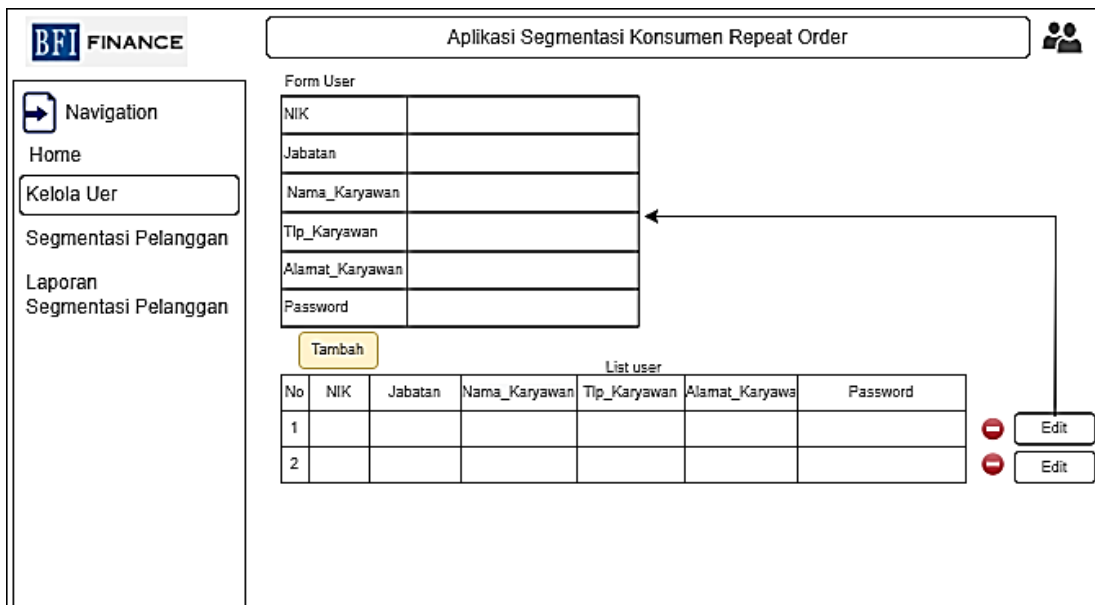 BFI FINANCE
Aplikasi Segmentasi Konsumen Repeat Order
Navigation
Home
Kelola Uer
Segmentasi Pelanggan
Laporan
Segmentasi Pelanggan
Form User
NIK
Jabatan
Nama_Karyawan
Tlp_Karyawan
Alamat_Karyawan
Password
Tambah
List user
No NIK Jabatan Nama_Karyawan Tlp_Karyawan Alamat_Karyawa Password
1 Edit
2 Edit